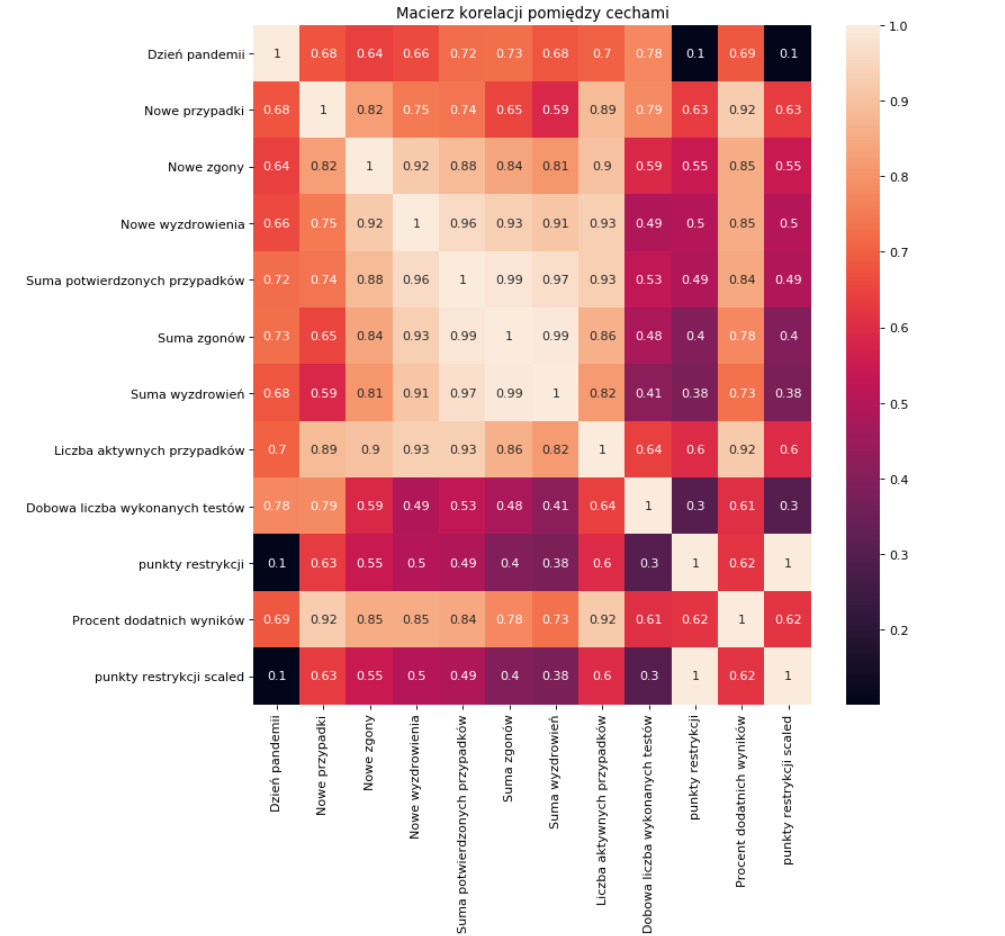 Macierz korelacji pomiędzy cechami
Dzień pandemii 1 0.68 0.64 0.66 0.72 0.73 0.68 0.7 0.78 0.1 0.69 0.1
Nowe przypadki 0.68 1 0.82 0.75 0.74 0.65 0.59 0.89 0.79 0.63 0.92 0.63
Nowe zgony 0.64 0.82 1 0.92 0.88 0.84 0.81 0.9 0.59 0.55 0.85 0.55
Nowe wyzdrowienia 0.66 0.75 0.92 1 0.96 0.93 0.91 0.93 0.49 0.5 0.85 0.5
Suma potwierdzonych przypadków 0.72 0.74 0.88 0.96 1 0.99 0.97 0.93 0.53 0.49 0.84 0.49
Suma zgonów 0.73 0.65 0.84 0.93 0.99 1 0.99 0.86 0.48 0.4 0.78 0.4
Suma wyzdrowień 0.68 0.59 0.81 0.91 0.97 0.99 1 0.82 0.41 0.38 0.73 0.38
Liczba aktywnych przypadków 0.7 0.89 0.9 0.93 0.93 0.86 0.82 1 0.64 0.6 0.92 0.6
Dobowa liczba wykonanych testów 0.78 0.79 0.59 0.49 0.53 0.48 0.41 0.64 1 0.3 0.61 0.3
punkty restrykcji 0.1 0.63 0.55 0.5 0.49 0.4 0.38 0.6 0.3 1 0.62 1
Procent dodatnich wyników 0.69 0.92 0.85 0.85 0.84 0.78 0.73 0.92 0.61 0.62 1 0.62
punkty restrykcji scaled 0.1 0.63 0.55 0.5 0.49 0.4 0.38 0.6 0.3 1 0.62 1
Dzień pandemii
Nowe przypadki
Nowe zgony
Nowe wyzdrowienia
Suma potwierdzonych przypadków
Suma zgonów
Suma wyzdrowień
Liczba aktywnych przypadków
Dobowa liczba wykonanych testów
punkty restrykcji
Procent dodatnich wyników
punkty restrykcji scaled
1.0
0.9
0.8
0.7
0.6
0.5
0.4
0.3
0.2